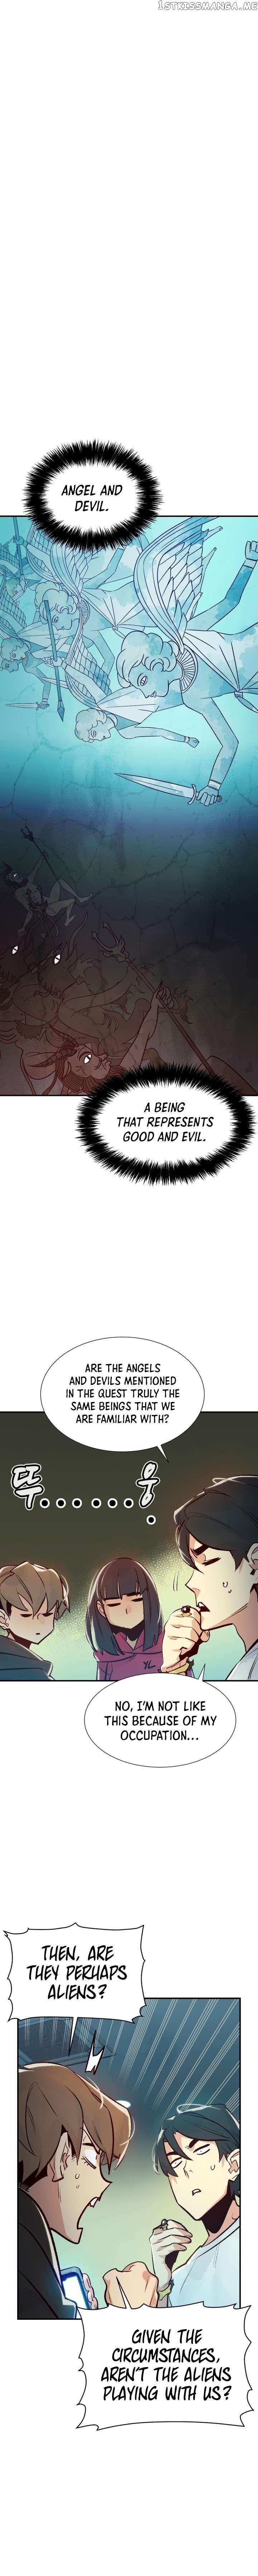 1STKISSMANGA.ME
ANGEL AND
DEVIL.
A BEING
THAT REPRESENTS
GOOD AND EVIL.
ARE THE ANGELS
AND DEVILS MENTIONED
IN THE QUEST TRULY THE
SAME BEINGS THAT WE
ARE FAMILIAR WITH?
뚜......웅.
NO, I'M NOT LIKE
THIS BECAUSE OF MY
OCCUPATION...
THEN, ARE
THEY PERHAPS
ALIENS?
GIVEN THE
CIRCUMSTANCES,
AREN'T THE ALIENS
PLAYING WITH US?